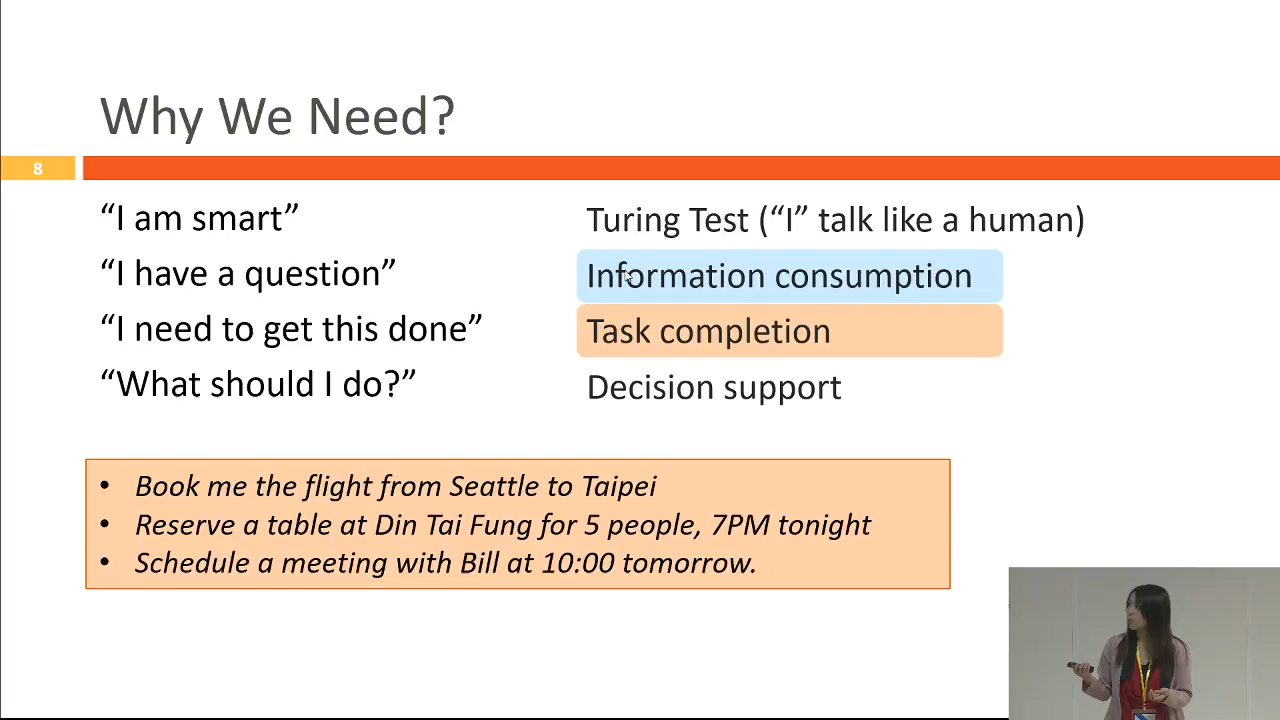 Why We Need?
8
“I am smart”
Turing Test (“I” talk like a human)
“I have a question”
Information consumption
“I need to get this done”
Task completion
“What should I do?”
Decision support
• Book me the flight from Seattle to Taipei
• Reserve a table at Din Tai Fung for 5 people, 7PM tonight
• Schedule a meeting with Bill at 10:00 tomorrow.